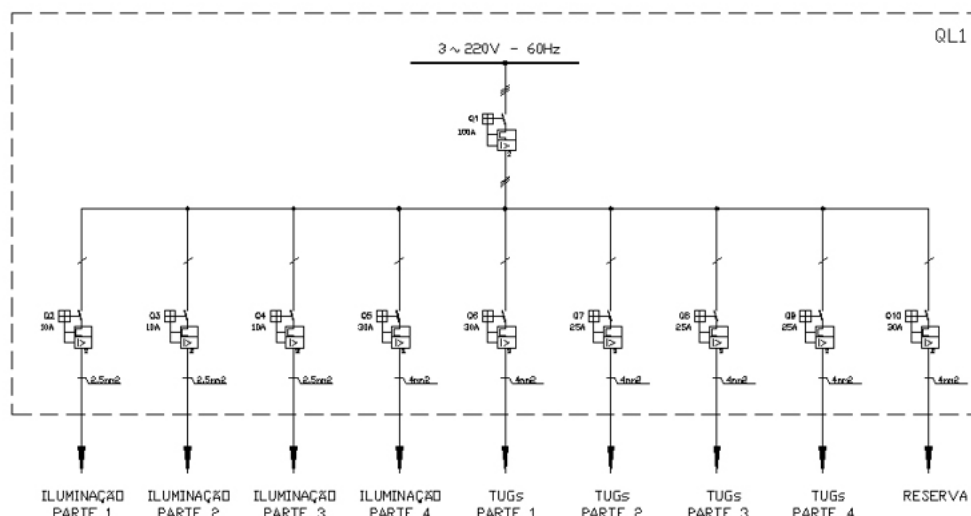 QL1
3~220V - 60Hz
Q1
100A
Q2
10A
Q3
10A
Q4
10A
Q5
30A
Q6
30A
Q7
25A
Q8
25A
Q9
25A
Q10
30A
2.5mm2
2.5mm2
2.5mm2
4mm2
4mm2
4mm2
4mm2
4mm2
4mm2
ILUMINAÇÃO
PARTE 1
ILUMINAÇÃO
PARTE 2
ILUMINAÇÃO
PARTE 3
ILUMINAÇÃO
PARTE 4
TUGs
PARTE 1
TUGs
PARTE 2
TUGs
PARTE 3
TUGs
PARTE 4
RESERVA